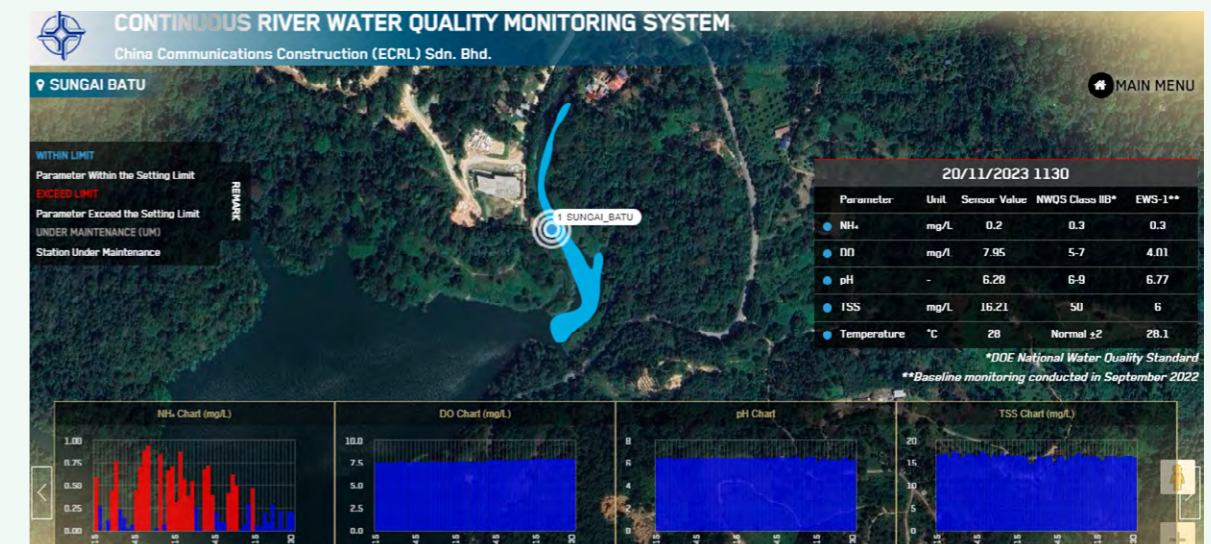 CONTINUOUS RIVER WATER QUALITY MONITORING SYSTEM
China Communications Construction (ECRL) Sdn. Bhd.
SUNGAI BATU
MAIN MENU
WITHIN LIMIT
Parameter Within the Setting Limit
EXCEED LIMIT
Parameter Exceed the Setting Limit
UNDER MAINTENANCE (UM)
Station Under Maintenance
REMARK
1 SUNGAI_BATU
20/11/2023 1130
Parameter Unit Sensor Value NWQS Class IIB* EWS-1**
NH₄ mg/L 0.2 0.3 0.3
DO mg/L 7.95 5-7 4.01
pH - 6.28 6-9 6.77
TSS mg/L 16.21 50 6
Temperature °C 28 Normal ±2 28.1
*DOE National Water Quality Standard
**Baseline monitoring conducted in September 2022
NH₄ Chart (mg/L)
1.00
0.75
0.50
0.25
0.00
DO Chart (mg/L)
10.0
7.5
5.0
2.5
0.0
pH Chart
8
6
4
2
0
TSS Chart (mg/L)
20
15
10
5
0